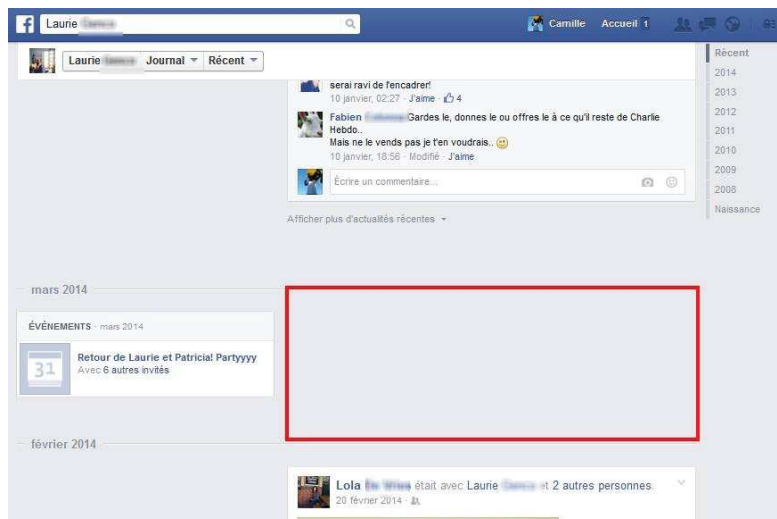 f Laurie
Camille Accueil 1
Laurie Journal Récent
serai ravi de l'encadrer!
10 janvier, 02:27 · J'aime · 4
Fabien Gardes le, donnes le ou offres le à ce qu'il reste de Charlie
Hebdo..
Mais ne le vends pas je t'en voudrais..
10 janvier, 18:56 · Modifié · J'aime
Écrire un commentaire...
Afficher plus d'actualités récentes
Récent
2014
2013
2012
2011
2010
2009
2008
Naissance
mars 2014
ÉVÉNEMENTS · mars 2014
31
Retour de Laurie et Patricia! Partyyyy
Avec 6 autres invités
février 2014
Lola était avec Laurie et 2 autres personnes.
20 février 2014 ·